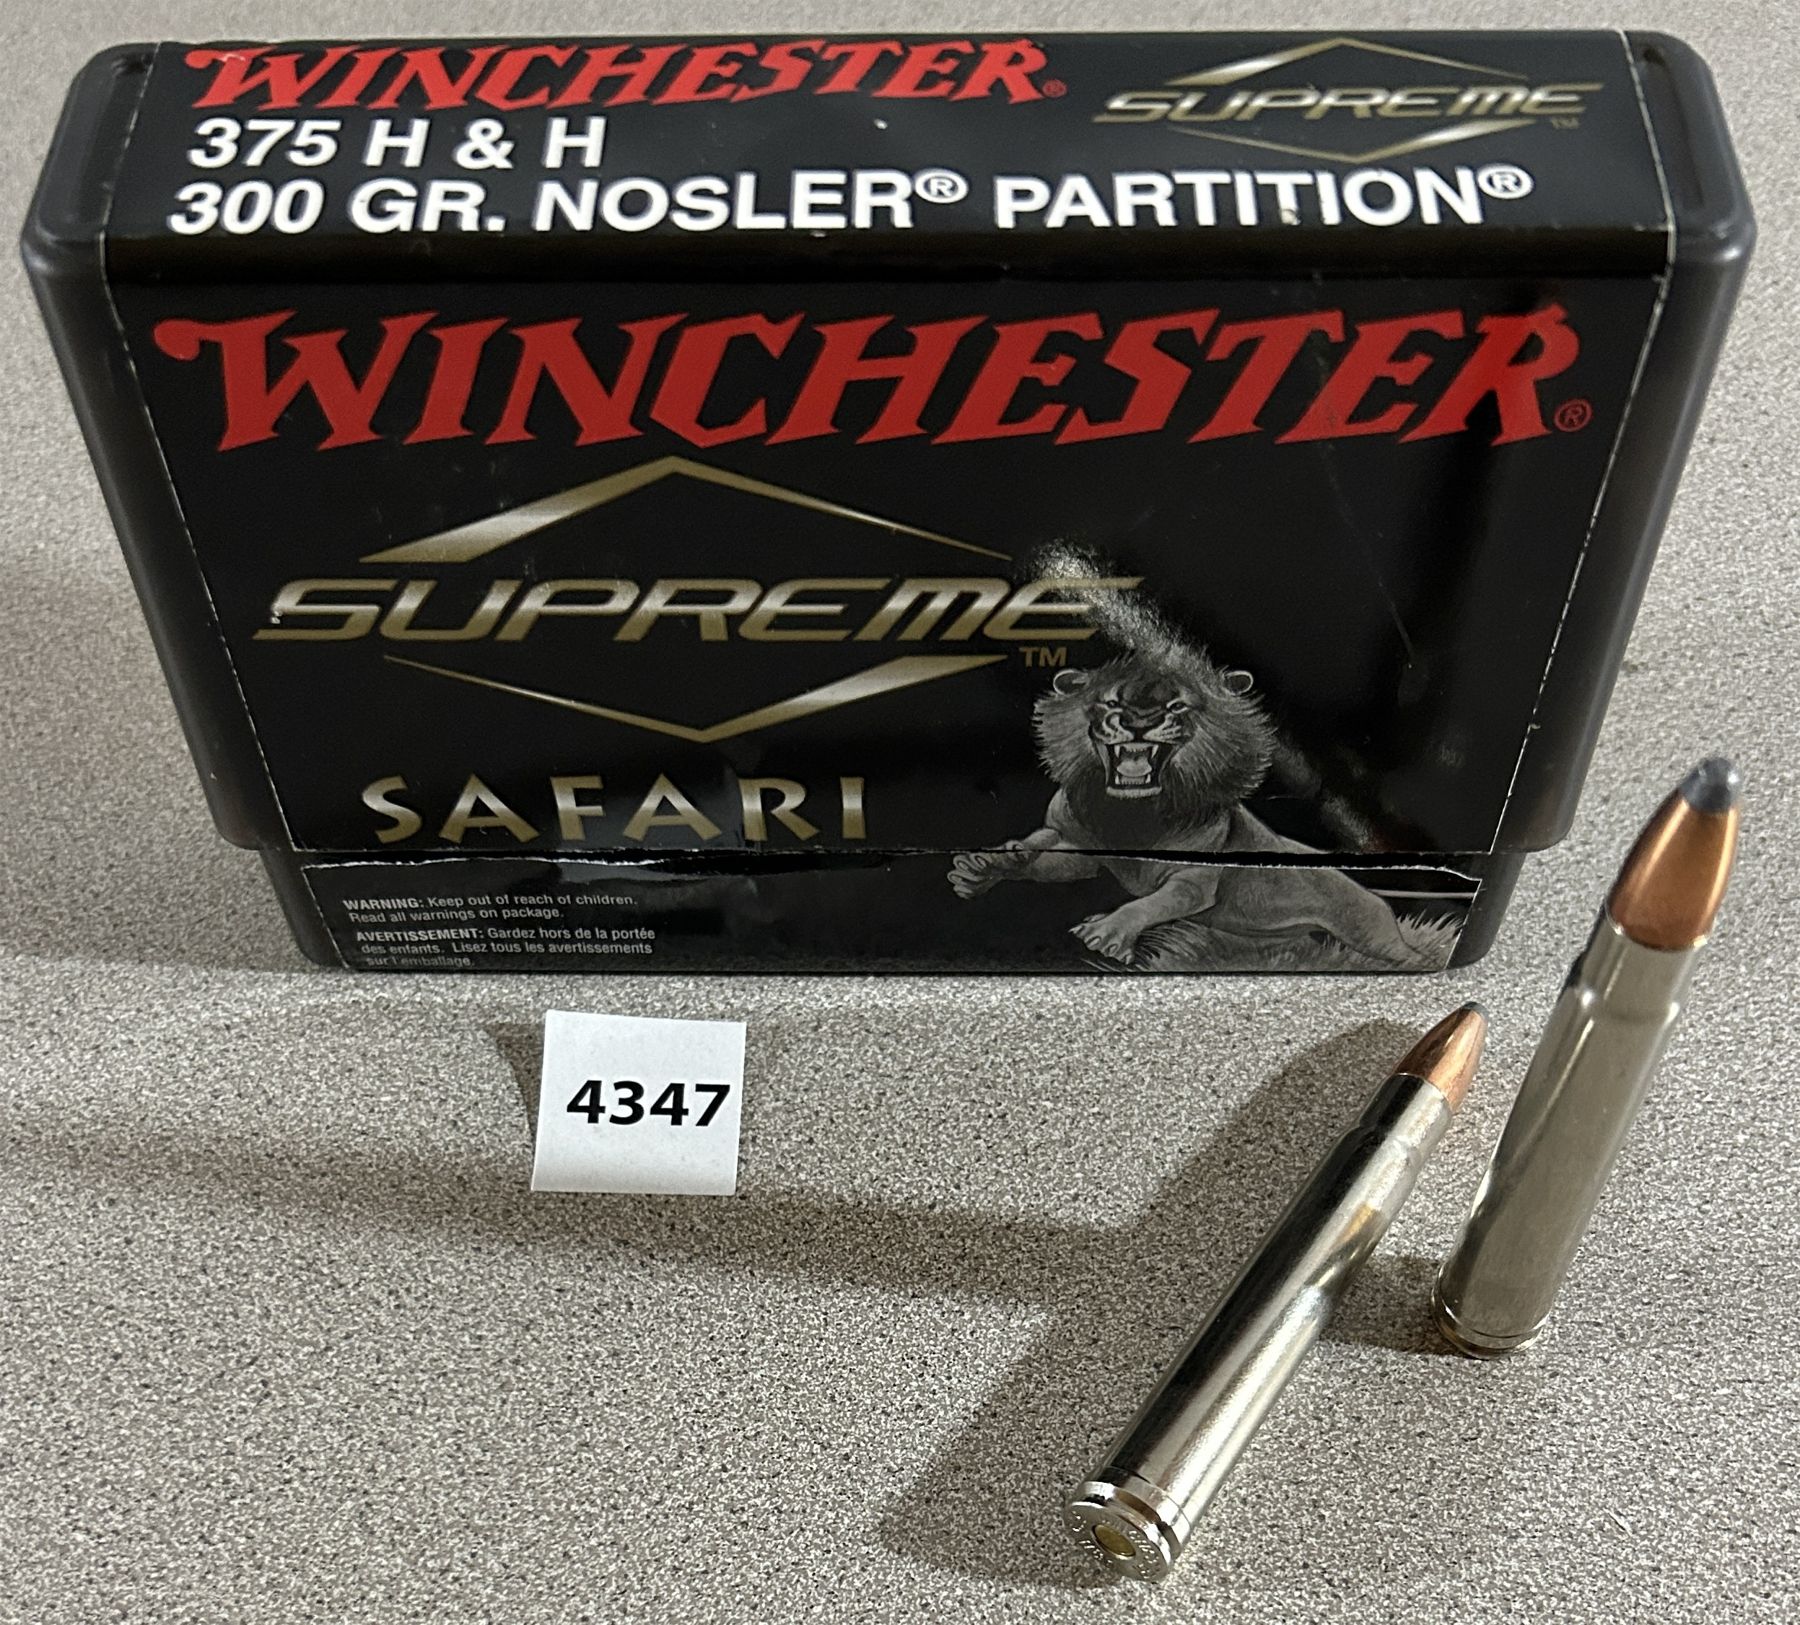 WINCHESTER®
SUPREME™
375 H & H
300 GR. NOSLER® PARTITION®
WINCHESTER®
SUPREME™
SAFARI
WARNING: Keep out of reach of children.
Read all warnings on package.
AVERTISSEMENT: Gardez hors de la portée
des enfants. Lisez tous les avertissements
sur l'emballage.
4347